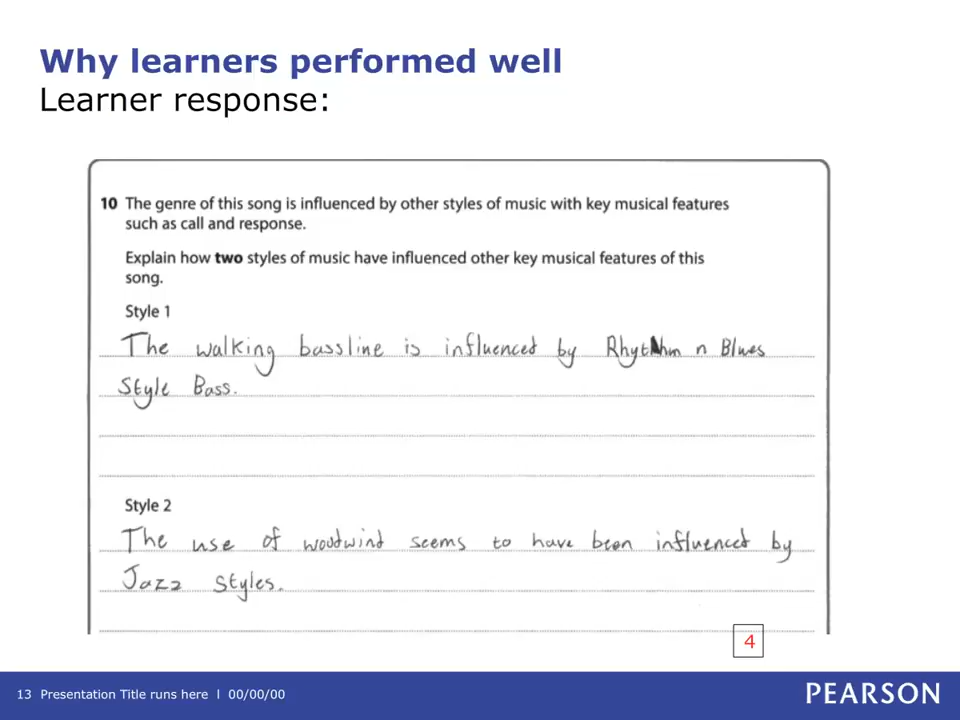 Why learners performed well
Learner response:
10 The genre of this song is influenced by other styles of music with key musical features
such as call and response.
Explain how two styles of music have influenced other key musical features of this
song.
Style 1
The walking bassline is influenced by Rhythm n Blues
Style Bass.
Style 2
The use of woodwind seems to have been influenced by
Jazz styles.
4
13 Presentation Title runs here l 00/00/00
PEARSON